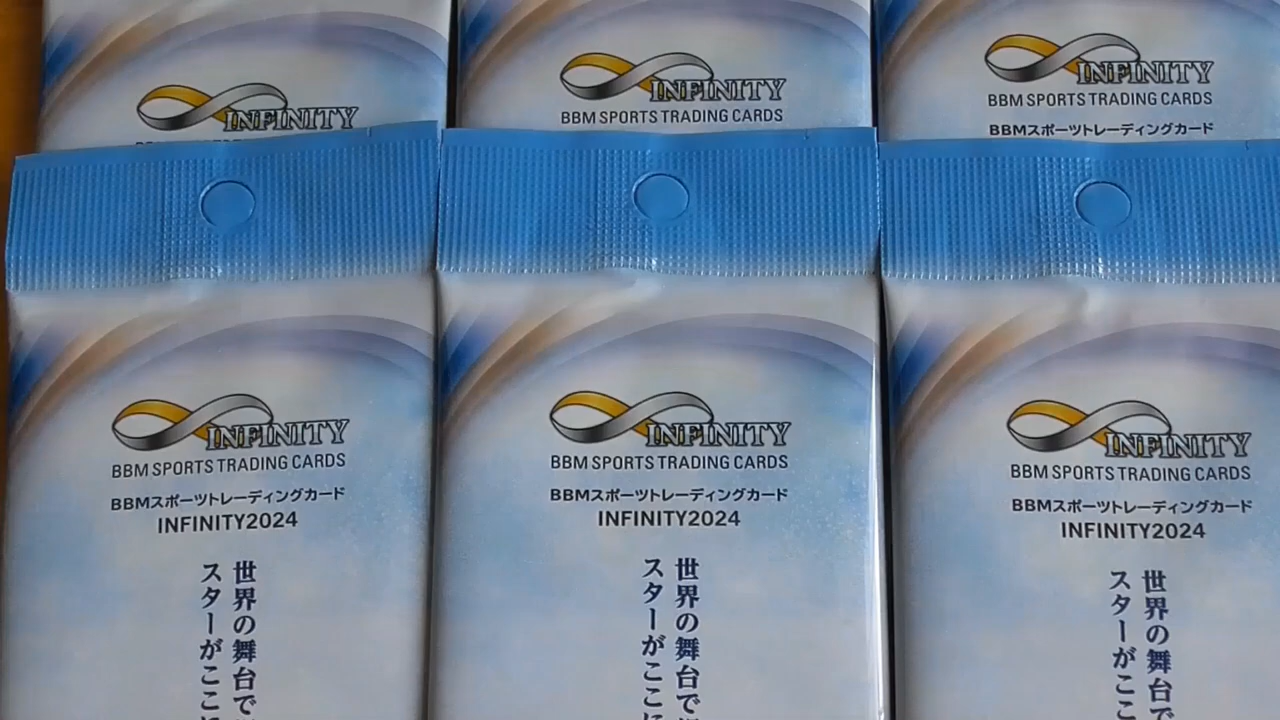 INFINITY
INFINITY
BBM SPORTS TRADING CARDS
INFINITY
BBM SPORTS TRADING CARDS
BBMスポーツトレーディングカード
INFINITY
BBM SPORTS TRADING CARDS
BBMスポーツトレーディングカード
INFINITY2024
世界の舞台で
スターがここに
INFINITY
BBM SPORTS TRADING CARDS
BBMスポーツトレーディングカード
INFINITY2024
世界の舞台で
スターがここに
INFINITY
BBM SPORTS TRADING CARDS
BBMスポーツトレーディングカード
INFINITY2024
世界の舞台で
スターがここ